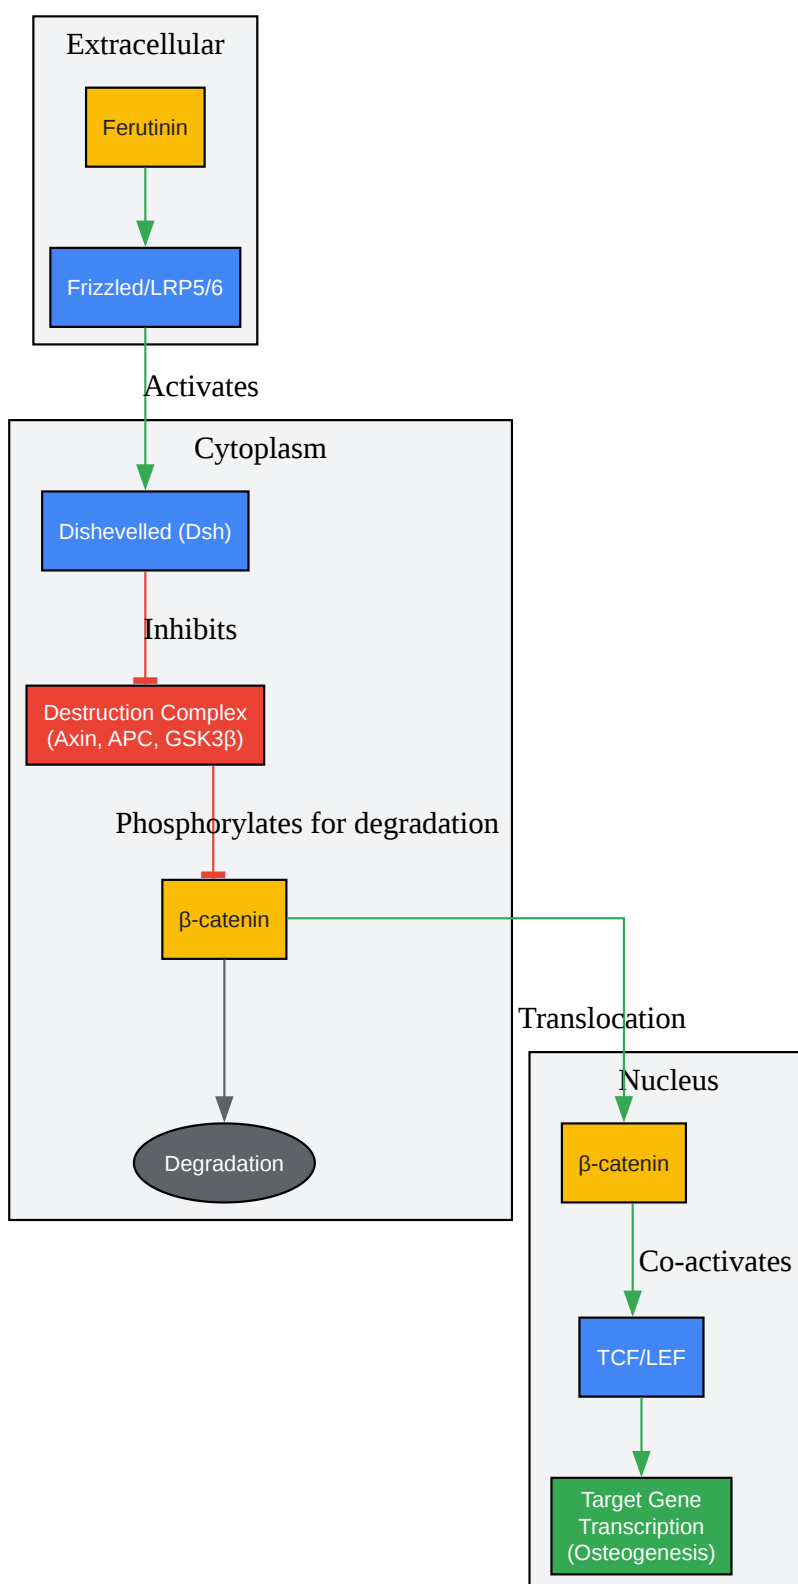 Extracellular
Ferutinin
Frizzled/LRP5/6
Activates
Cytoplasm
Dishevelled (Dsh)
Inhibits
Destruction Complex
(Axin, APC, GSK3β)
Phosphorylates for degradation
β-catenin
Translocation
Nucleus
β-catenin
Degradation
Co-activates
TCF/LEF
Target Gene
Transcription
(Osteogenesis)